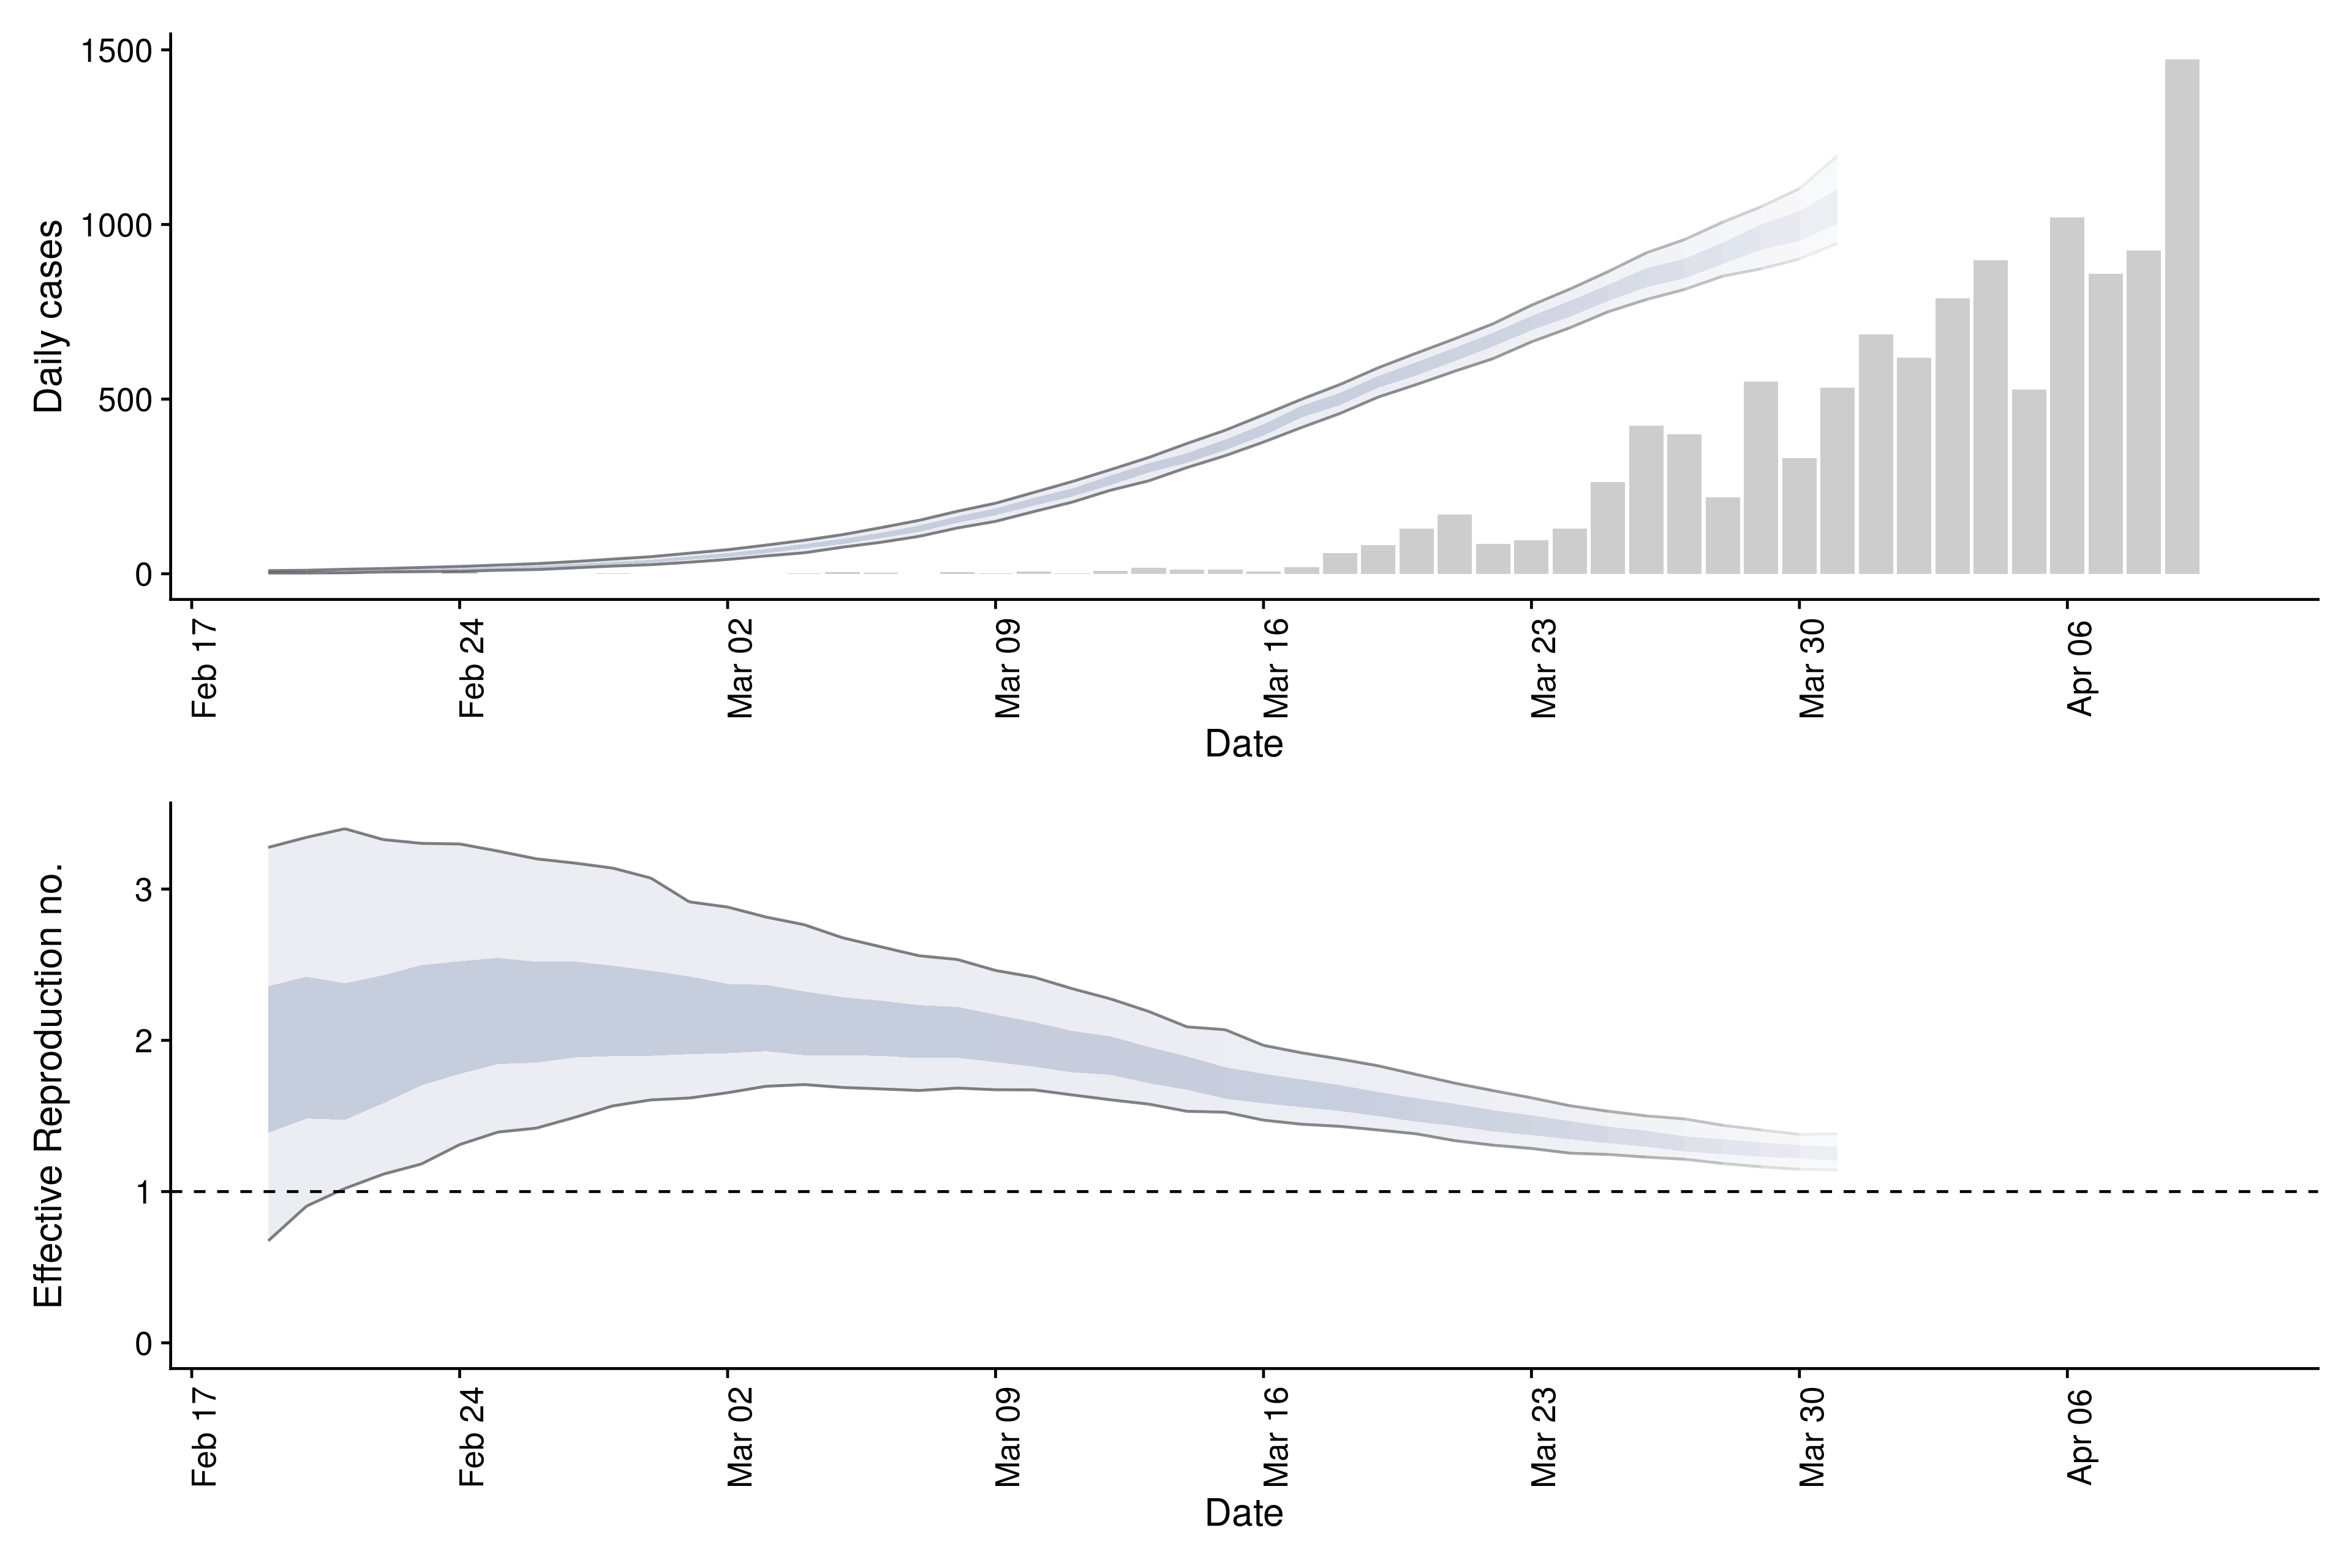 Daily cases
1500
1000
500
0
Feb 17
Feb 24
Mar 02
Mar 09
Mar 16
Mar 23
Mar 30
Apr 06
Date
Effective Reproduction no.
3
2
1
0
Feb 17
Feb 24
Mar 02
Mar 09
Mar 16
Mar 23
Mar 30
Apr 06
Date